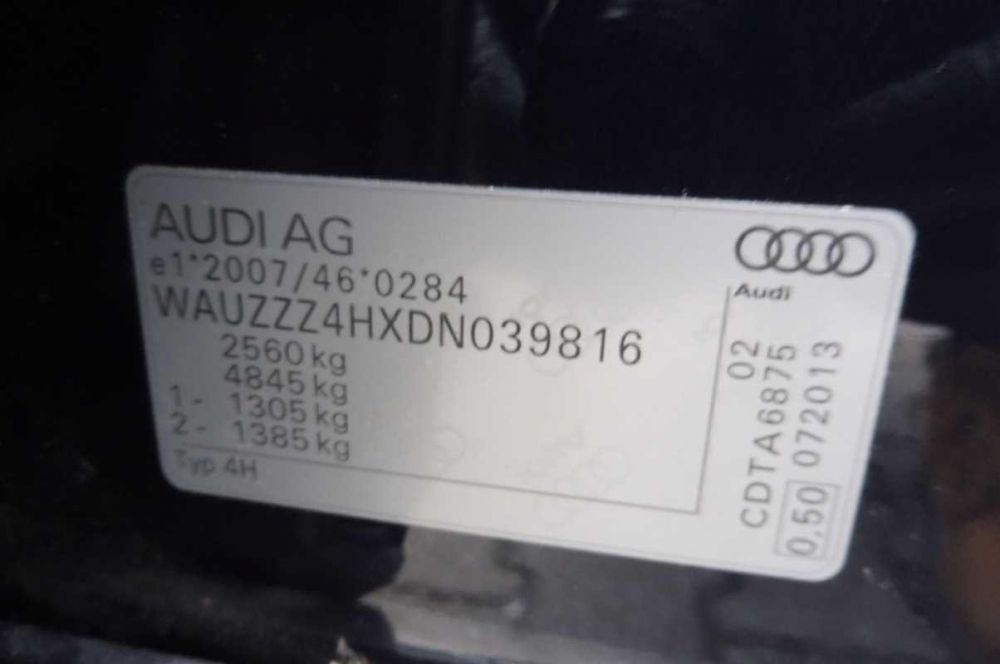 AUDI AG
e1*2007/46*0284
WAUZZZ4HXDN039816
2560 kg
4845 kg
1- 1305 kg
2- 1385 kg
Typ 4H
Audi
02
CDTA6875
0,50 072013